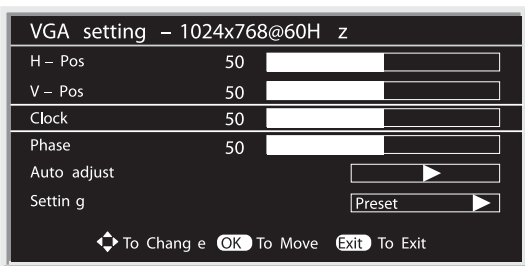 VGA setting – 1024x768@60H z
H – Pos 50
V – Pos 50
Clock 50
Phase 50
Auto adjust
Settin g Preset
To Chang e OK To Move Exit To Exit